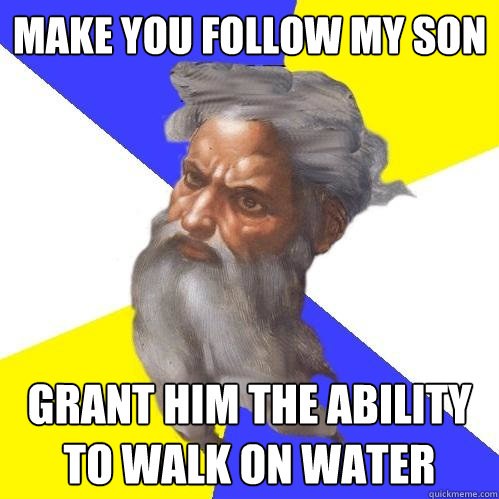 MAKE YOU FOLLOW MY SON
GRANT HIM THE ABILITY
TO WALK ON WATER
quickmeme.com